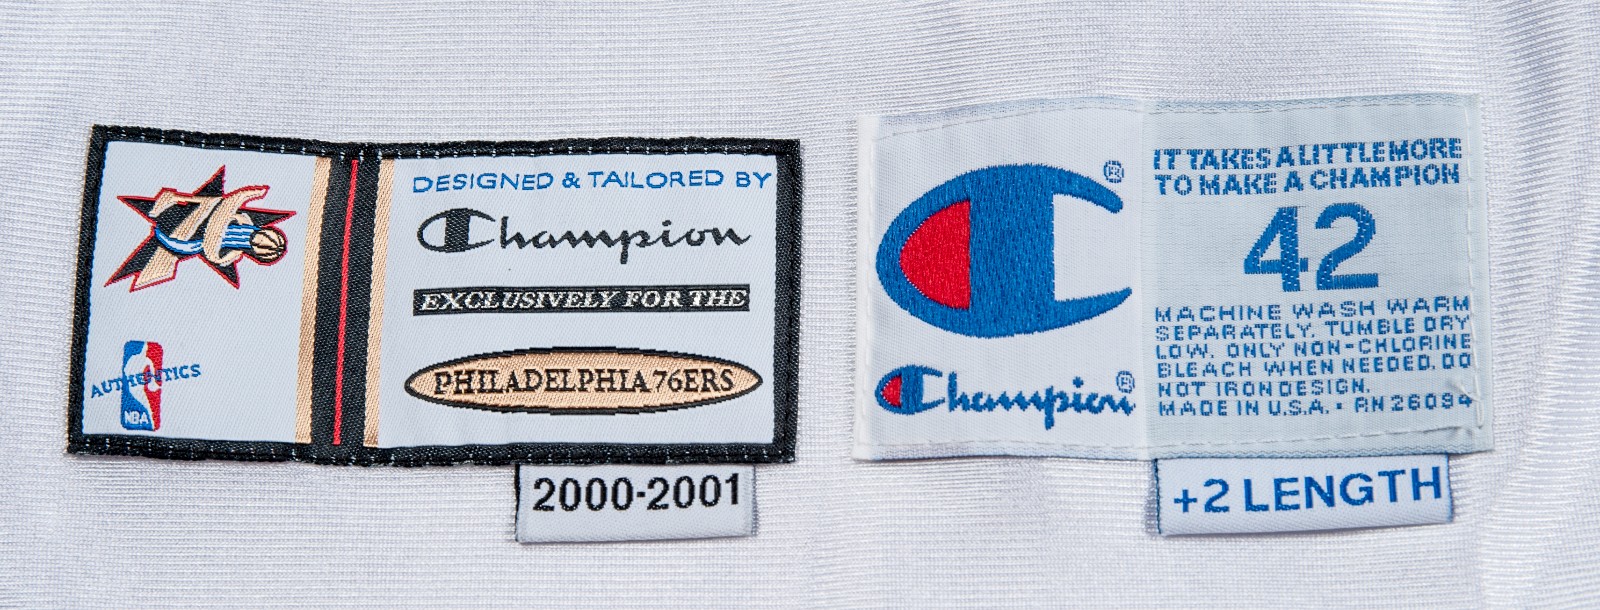 76
AUTHENTICS
NBA
DESIGNED & TAILORED BY
Champion
EXCLUSIVELY FOR THE
PHILADELPHIA 76ERS
2000-2001
®
Champion®
IT TAKES A LITTLE MORE
TO MAKE A CHAMPION
42
MACHINE WASH WARM
SEPARATELY. TUMBLE DRY
LOW. ONLY NON-CHLORINE
BLEACH WHEN NEEDED. DO
NOT IRON DESIGN.
MADE IN U.S.A. • RN 26094
+2 LENGTH